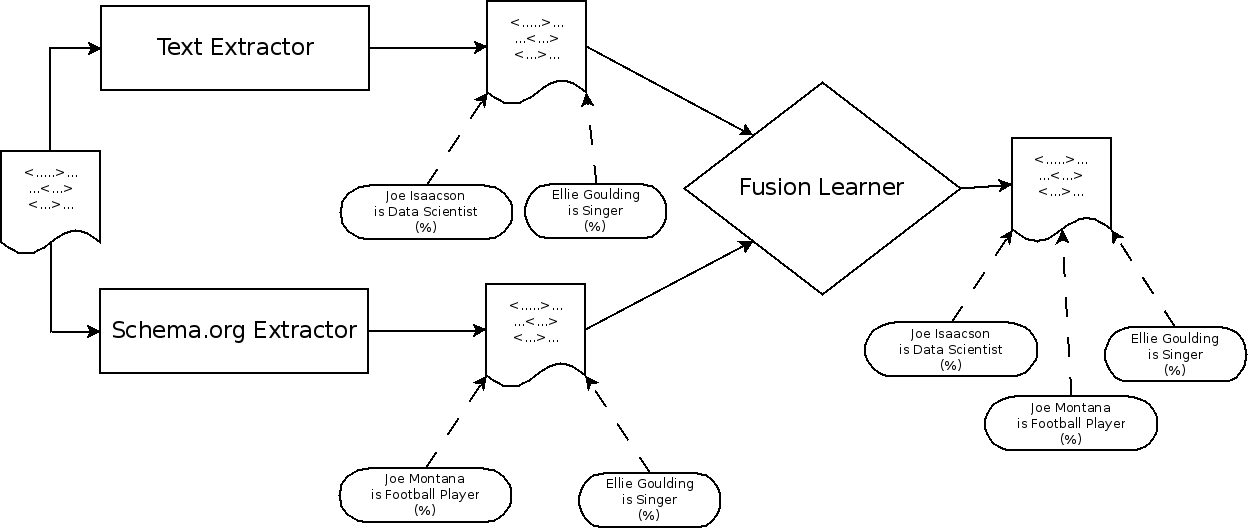 Text Extractor
<.....>...
...<...>
<...>...
Joe Isaacson
is Data Scientist
(%)
Ellie Goulding
is Singer
(%)
<.....>...
...<...>
<...>...
Fusion Learner
<.....>...
...<...>
<...>...
Joe Isaacson
is Data Scientist
(%)
Ellie Goulding
is Singer
(%)
Joe Montana
is Football Player
(%)
Schema.org Extractor
<.....>...
...<...>
<...>...
Joe Montana
is Football Player
(%)
Ellie Goulding
is Singer
(%)